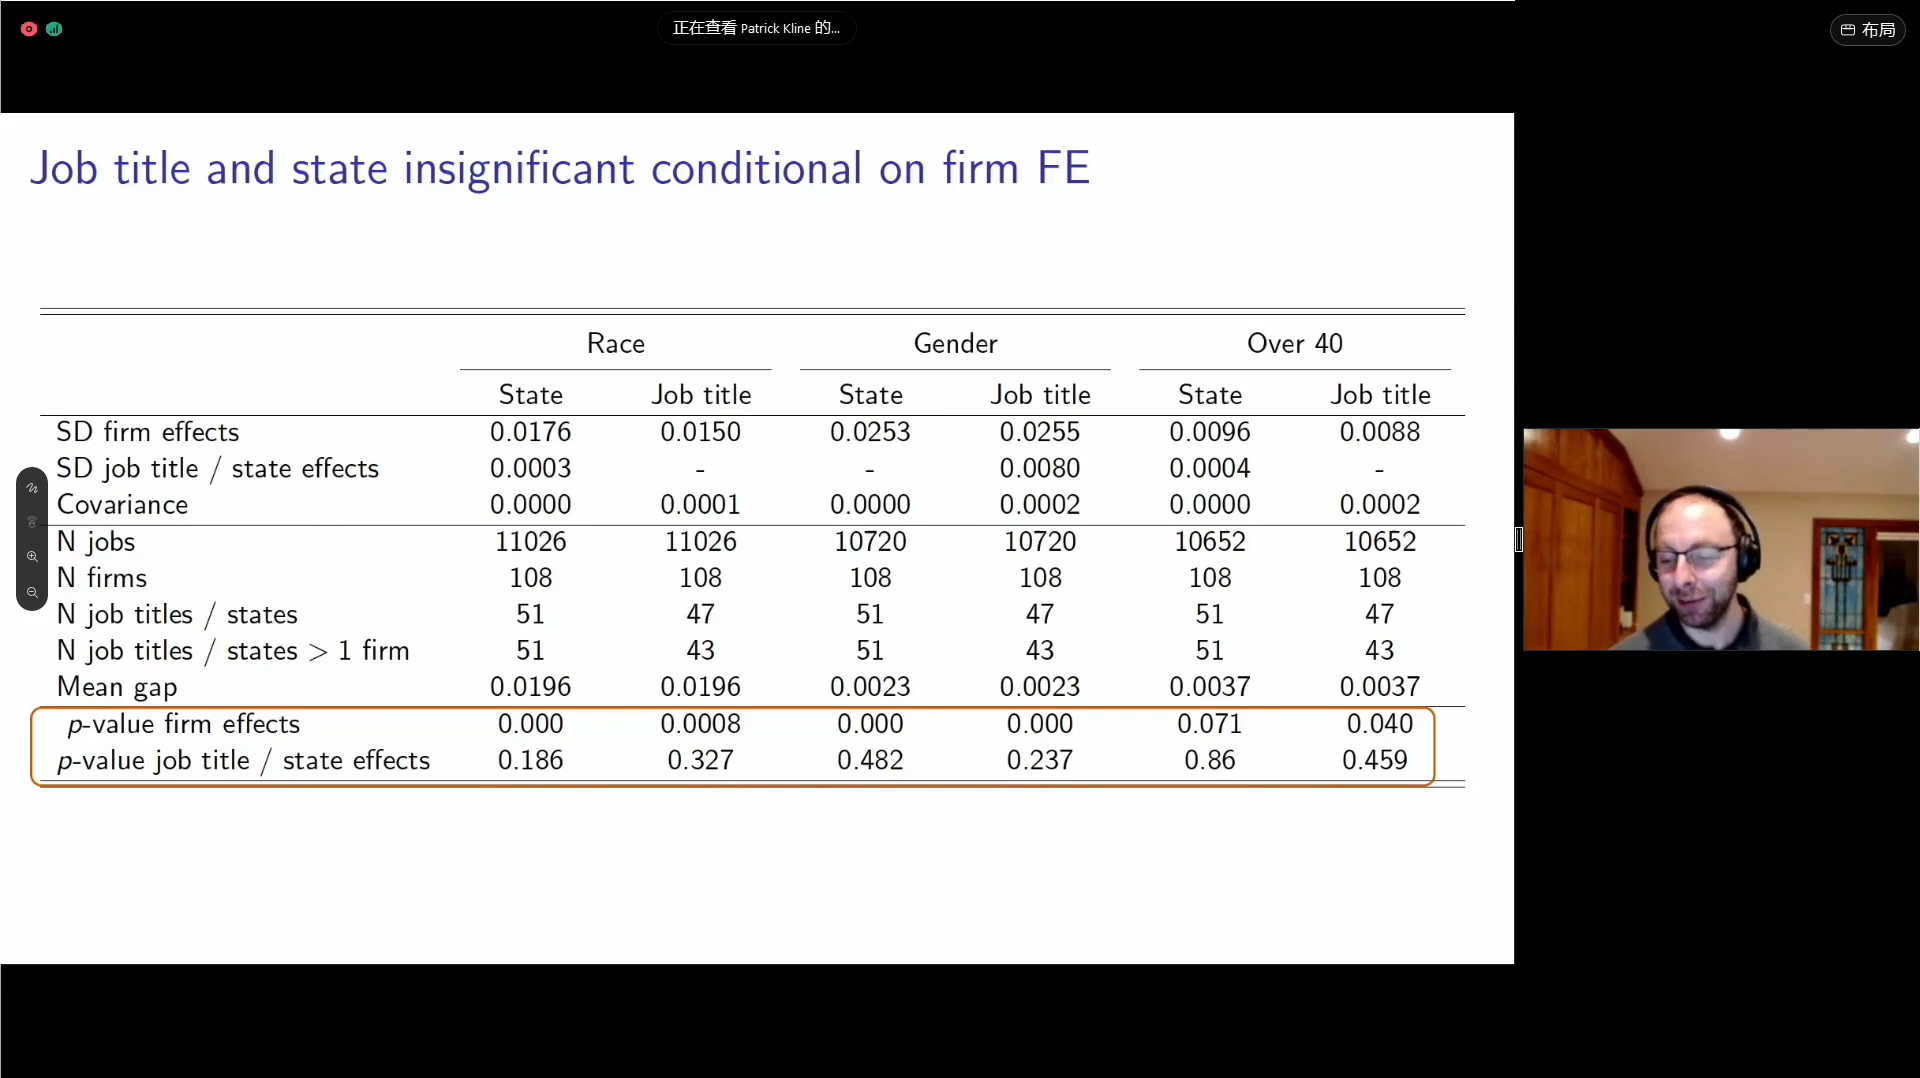 正在查看 Patrick Kline 的...
布局
Job title and state insignificant conditional on firm FE
Race Gender Over 40
State Job title State Job title State Job title
SD firm effects 0.0176 0.0150 0.0253 0.0255 0.0096 0.0088
SD job title / state effects 0.0003 - - 0.0080 0.0004 -
Covariance 0.0000 0.0001 0.0000 0.0002 0.0000 0.0002
N jobs 11026 11026 10720 10720 10652 10652
N firms 108 108 108 108 108 108
N job titles / states 51 47 51 47 51 47
N job titles / states > 1 firm 51 43 51 43 51 43
Mean gap 0.0196 0.0196 0.0023 0.0023 0.0037 0.0037
p-value firm effects 0.000 0.0008 0.000 0.000 0.071 0.040
p-value job title / state effects 0.186 0.327 0.482 0.237 0.86 0.459